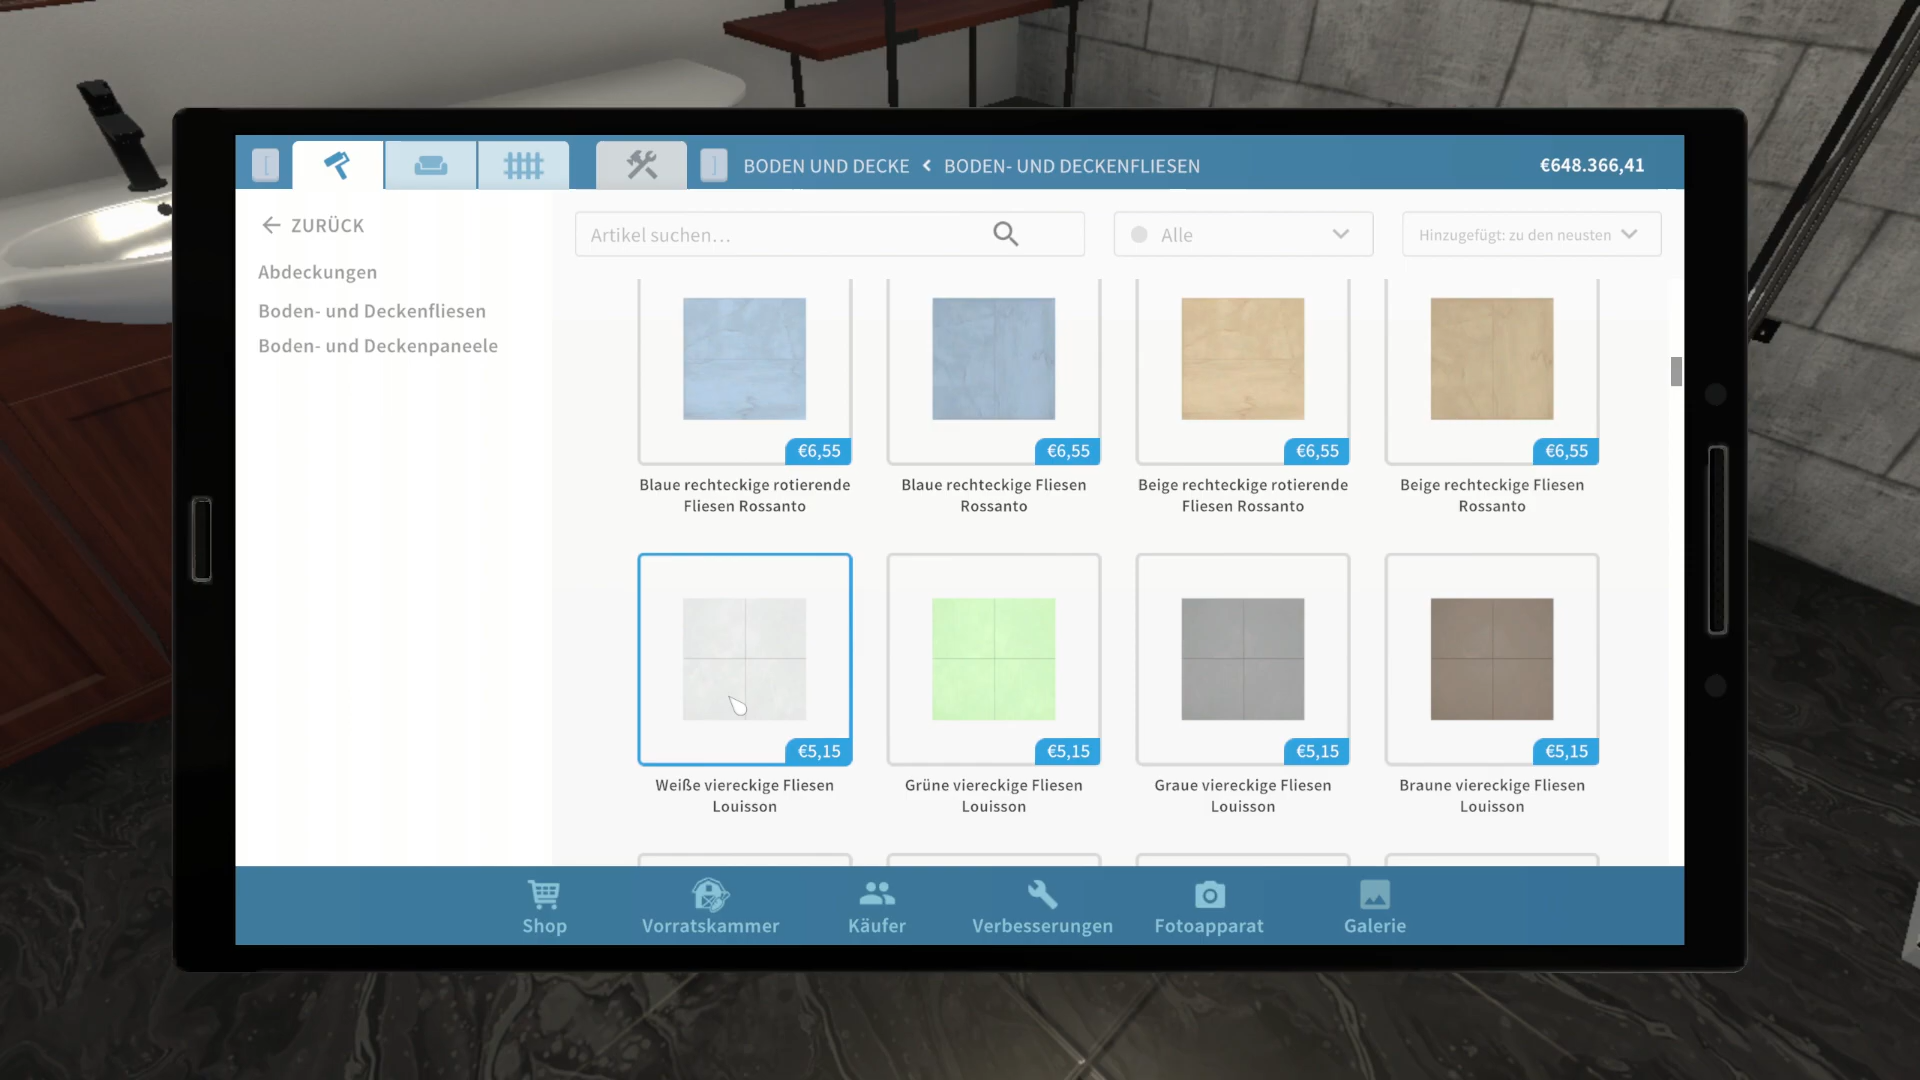 [
]
BODEN UND DECKE < BODEN- UND DECKENFLIESEN
€648.366,41
← ZURÜCK
Abdeckungen
Boden- und Deckenfliesen
Boden- und Deckenpaneele
Artikel suchen...
Alle
Hinzugefügt: zu den neusten
€6,55
€6,55
€6,55
€6,55
Blaue rechteckige rotierende
Fliesen Rossanto
Blaue rechteckige Fliesen
Rossanto
Beige rechteckige rotierende
Fliesen Rossanto
Beige rechteckige Fliesen
Rossanto
€5,15
€5,15
€5,15
€5,15
Weiße viereckige Fliesen
Louisson
Grüne viereckige Fliesen
Louisson
Graue viereckige Fliesen
Louisson
Braune viereckige Fliesen
Louisson
Shop
Vorratskammer
Käufer
Verbesserungen
Fotoapparat
Galerie